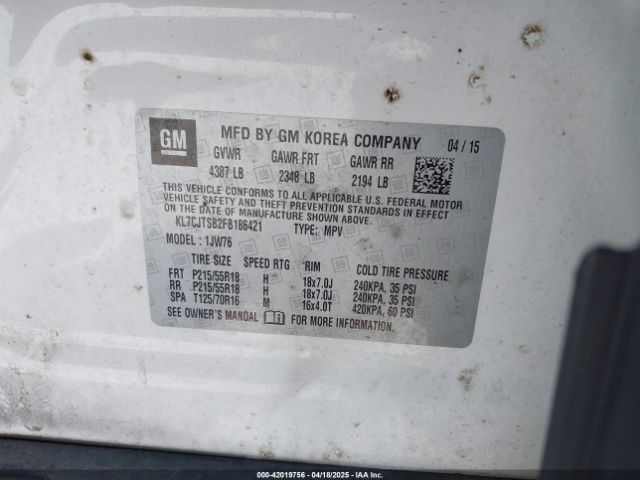 GM
MFD BY GM KOREA COMPANY 04 / 15
GVWR GAWR FRT GAWR RR
4387 LB 2348 LB 2194 LB
THIS VEHICLE CONFORMS TO ALL APPLICABLE U.S. FEDERAL MOTOR
VEHICLE SAFETY AND THEFT PREVENTION STANDARDS IN EFFECT ON
THE DATE OF MANUFACTURE SHOWN ABOVE.
KL7CJTSB2FB186421 TYPE: MPV
MODEL: 1JW76
TIRE SIZE SPEED RTG RIM COLD TIRE PRESSURE
FRT P215/55R18 H 18x7.0J 240KPA, 35 PSI
RR P215/55R18 H 18x7.0J 240KPA, 35 PSI
SPA T125/70R16 M 16x4.0T 420KPA, 60 PSI
SEE OWNER'S MANUAL FOR MORE INFORMATION.
000-42019756 - 04/18/2025 - IAA Inc.